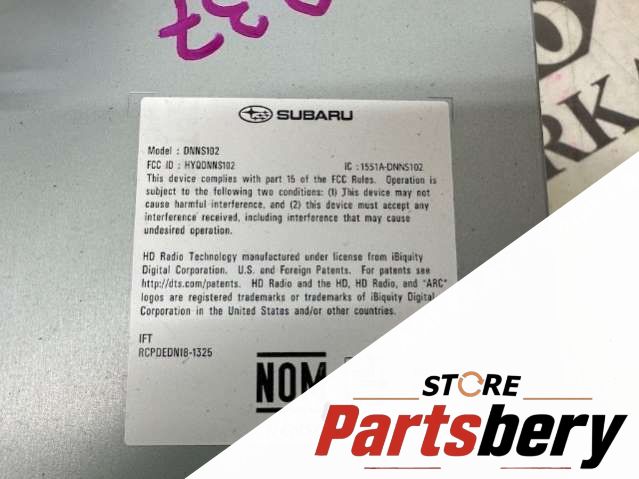 37
SUBARU
Model : DNNS102
FCC ID : HYQDNNS102 IC : 1551A-DNNS102
This device complies with part 15 of the FCC Rules. Operation is
subject to the following two conditions: (1) This device may not
cause harmful interference, and (2) this device must accept any
interference received, including interference that may cause
undesired operation.
HD Radio Technology manufactured under license from iBiquity
Digital Corporation. U.S. and Foreign Patents. For patents see
http://dts.com/patents. HD Radio and the HD, HD Radio, and "ARC"
logos are registered trademarks or trademarks of iBiquity Digital
Corporation in the United States and/or other countries.
IFT
RCPDEDNI8-1325
NOM
STORE
Partsbery